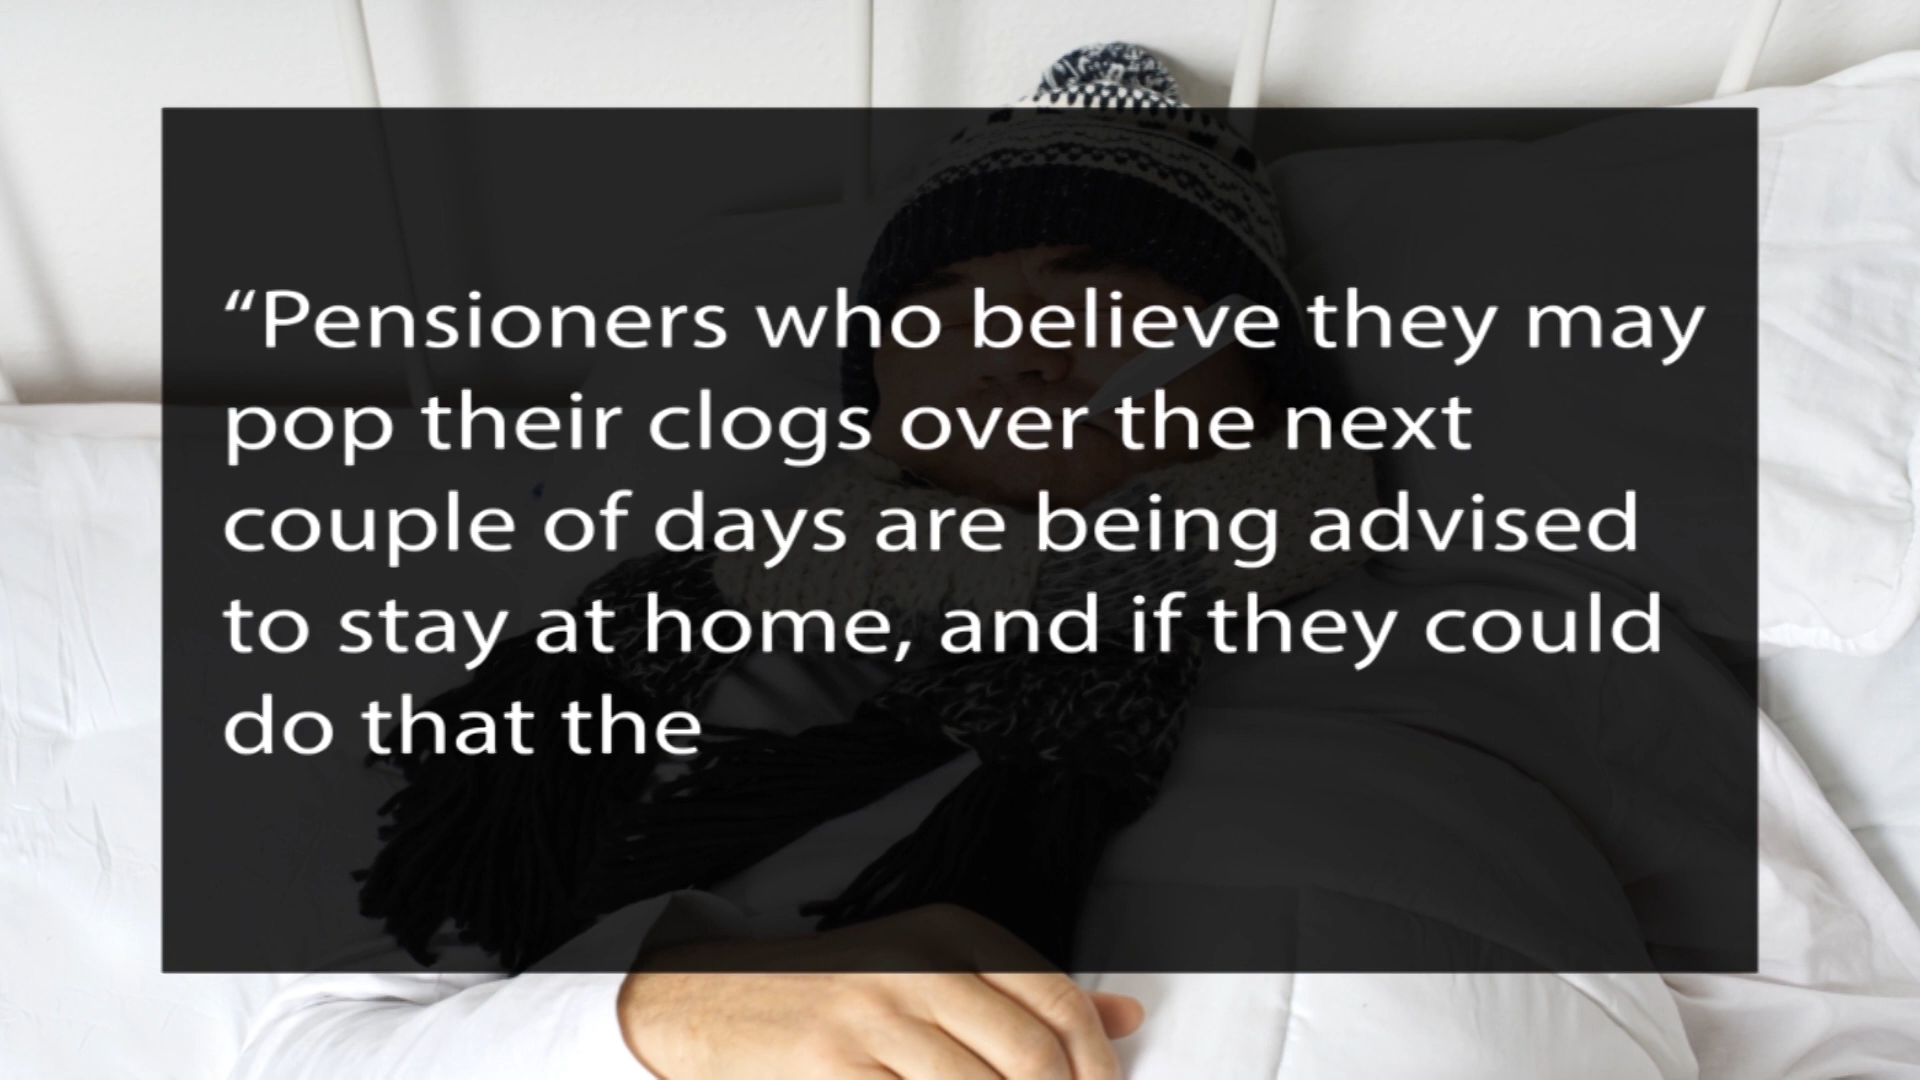 “Pensioners who believe they may
pop their clogs over the next
couple of days are being advised
to stay at home, and if they could
do that the